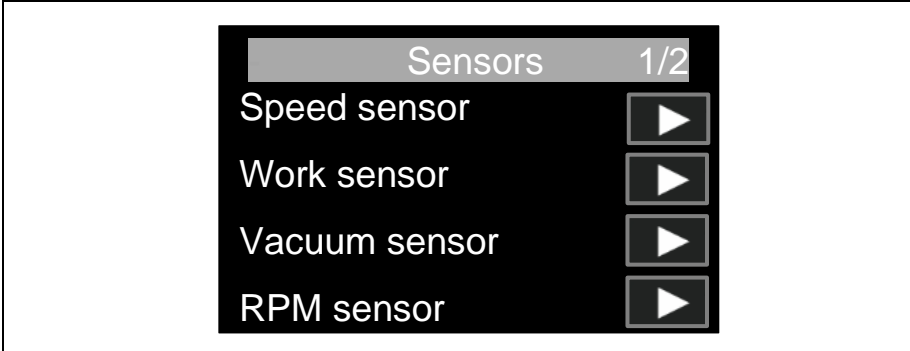 Sensors 1/2
Speed sensor
Work sensor
Vacuum sensor
RPM sensor